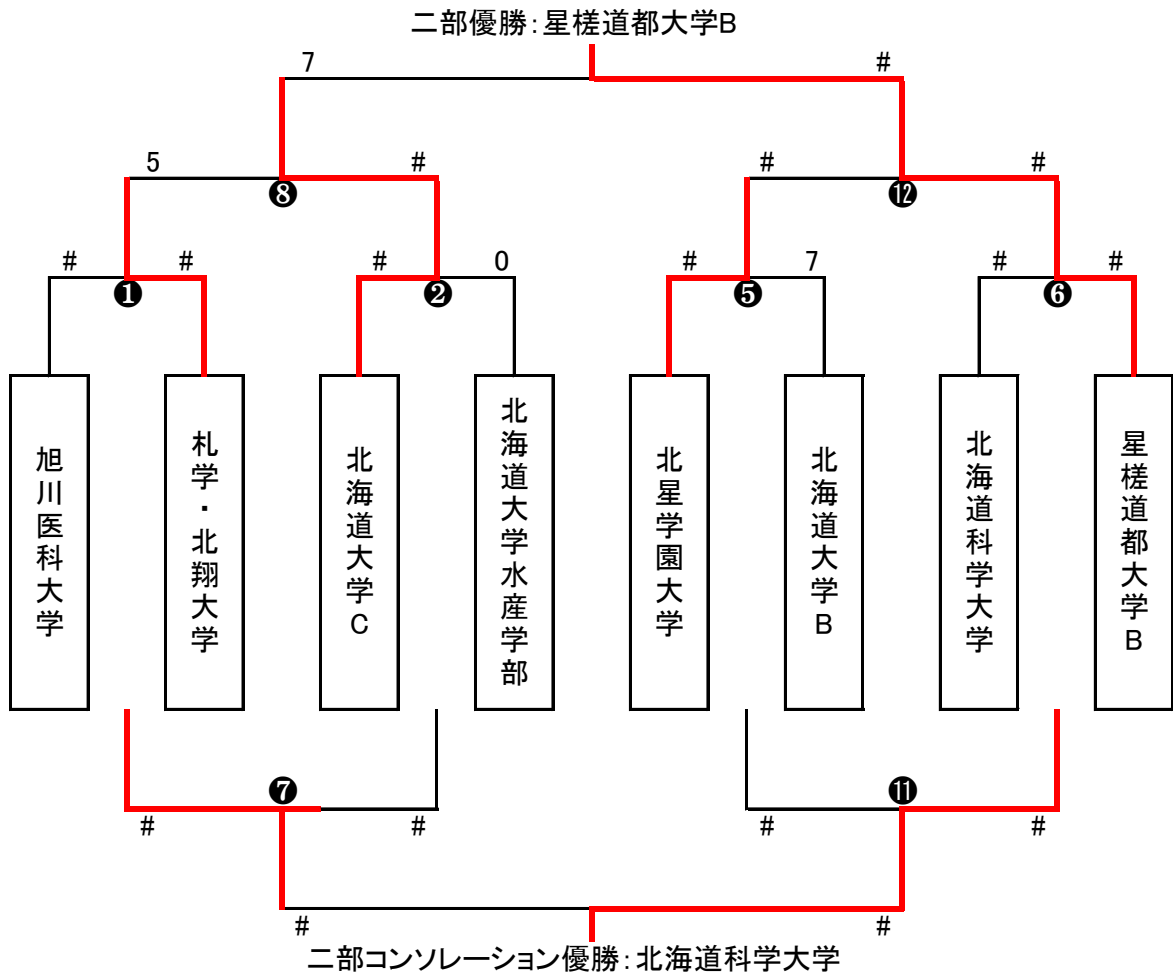 二部優勝：星槎道都大学B
7 #
5 # # #
❽ ⓬
# # # 0 # 7 # #
❶ ❷ ❺ ❻
旭川医科大学
札学・北翔大学
北海道大学C
北海道大学水産学部
北星学園大学
北海道大学B
北海道科学大学
星槎道都大学B
❼ ⓫
# # # #
# #
二部コンソレーション優勝：北海道科学大学